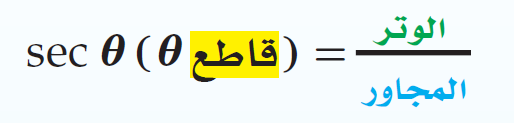 sec θ (θ قاطع) = الوتر
المجاور